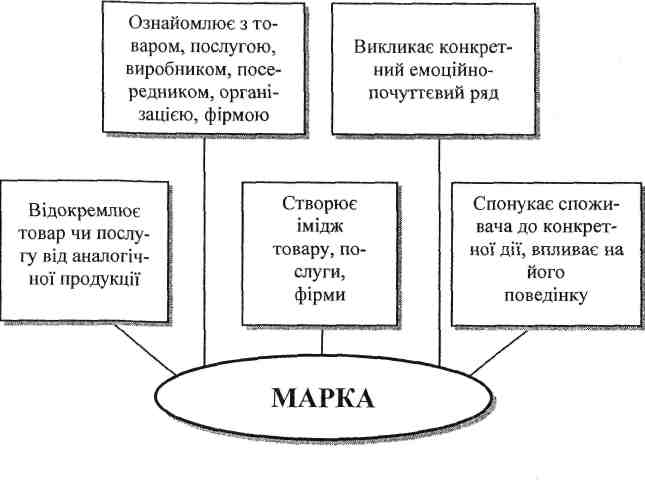 Ознайомлює з то-
варом, послугою,
виробником, посе-
редником, органі-
зацією, фірмою
Викликає конкрет-
ний емоційно-
почуттєвий ряд
Відокремлює
товар чи послу-
гу від аналогіч-
ної продукції
Створює
імідж
товару, по-
слуги,
фірми
Спонукає спожи-
вача до конкрет-
ної дії, впливає на
його
поведінку
МАРКА